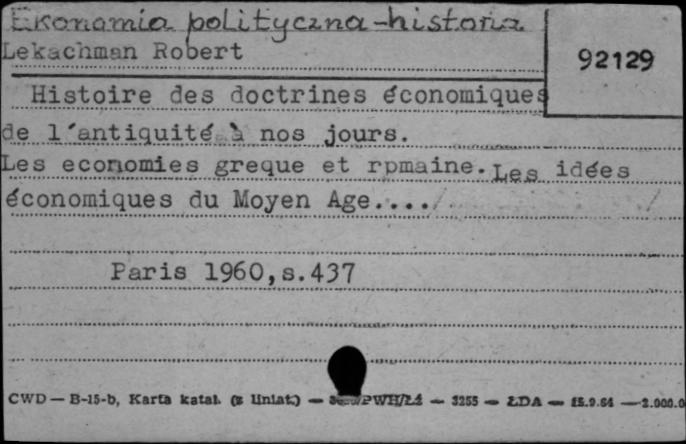 Ekonomia polityczna-historia
Lekachman Robert
92129
Histoire des doctrines économiques
de l'antiquité à nos jours.
Les economies greque et rpmaine. Les idées
économiques du Moyen Age....
Paris 1960,s.437
CWD — B-15-b, Karta katal. (z liniat.) — PWH/Łd — 3255 — ŁDA — 15.9.64 — 2.000.0